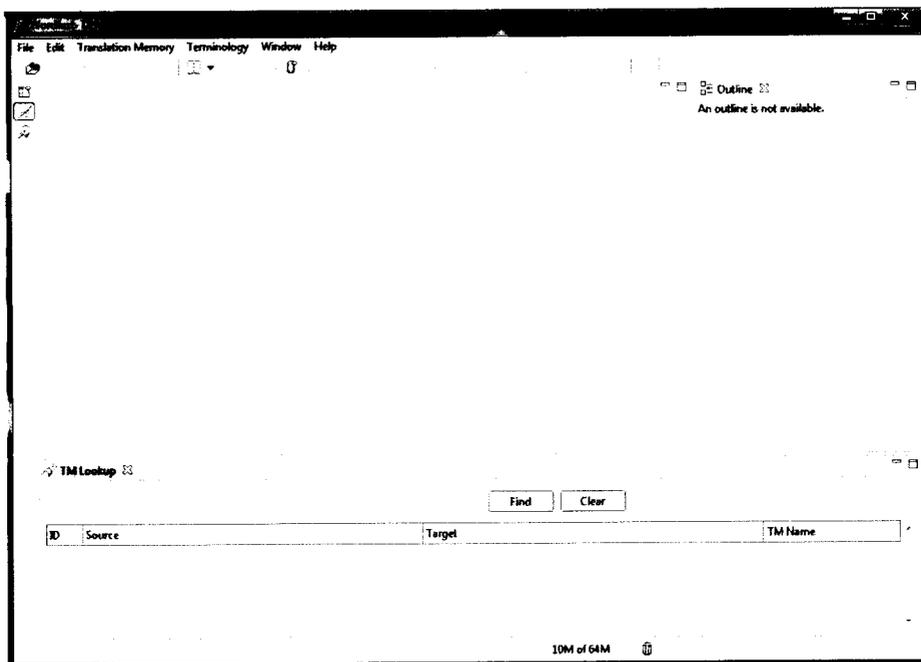 File Edit Translation Memory Terminology Window Help
Outline
An outline is not available.
TM Lookup
Find Clear
ID Source Target TM Name
10M of 64M